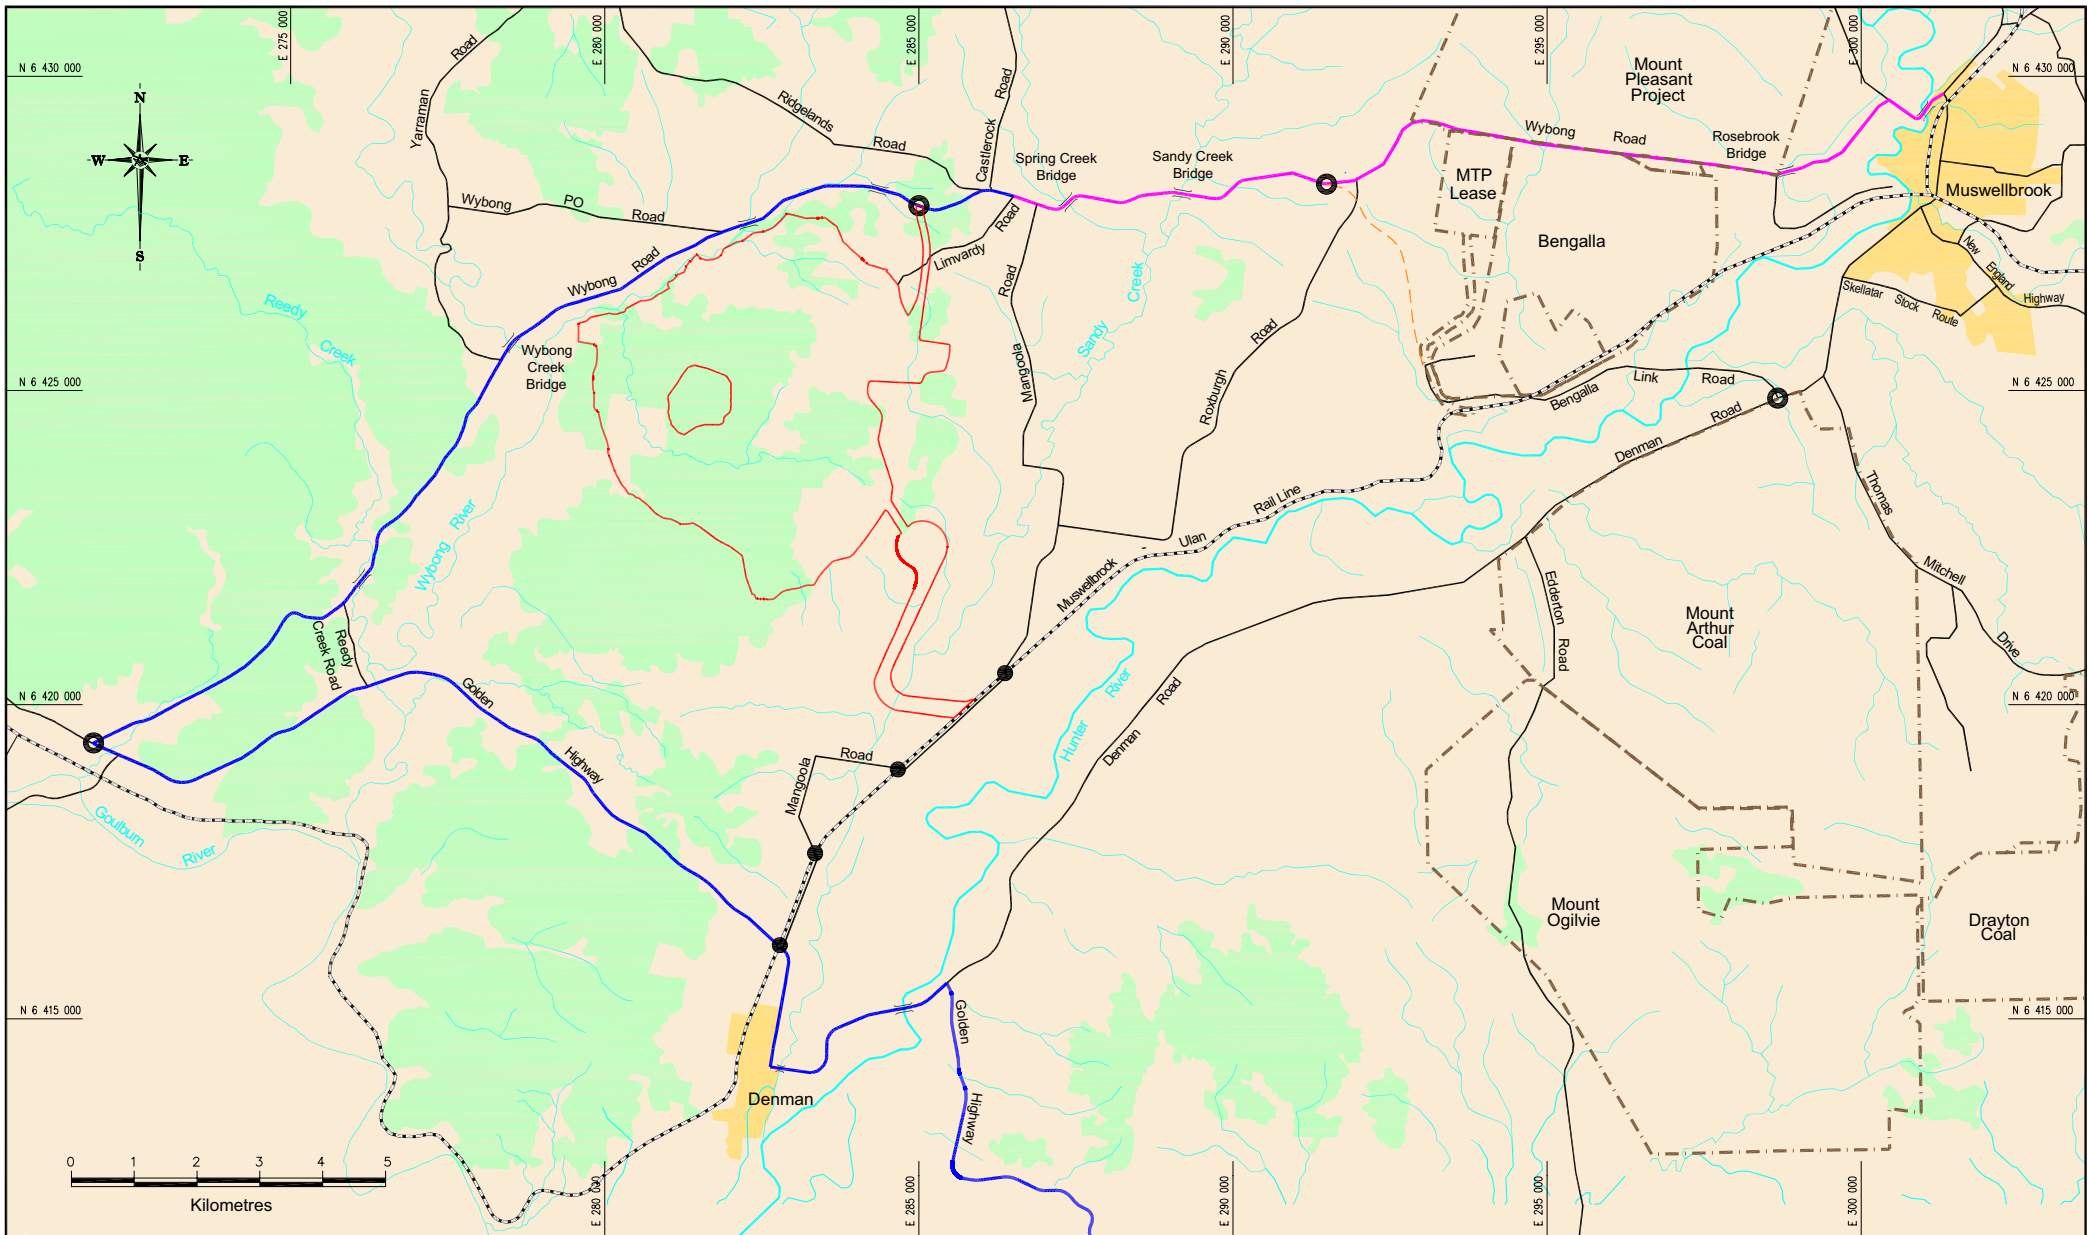 E 275 000
E 280 000
E 285 000
E 290 000
E 295 000
E 300 000
N 6 430 000
N 6 430 000
N
W
E
S
Yarraman
Road
Ridgelands
Road
Castlerock
Road
Mount
Pleasant
Project
Wybong
Road
Rosebrook
Bridge
Spring Creek
Bridge
Sandy Creek
Bridge
MTP
Lease
Muswellbrook
Wybong
PO
Road
Wybong
Road
Linvardy
Road
Bengalla
New
England
Highway
Skellatar
Stock
Route
Reedy
Creek
Wybong
Creek
Bridge
Mangoola
Road
Sandy
Creek
Roxburgh
Road
N 6 425 000
N 6 425 000
Bengalla
Link
Road
Denman
Road
Thomas
Mitchell
Drive
Wybong
River
Muswellbrook
Ulan
Rail Line
Edderton
Road
Mount
Arthur
Coal
Reedy
Creek Road
Golden
Highway
N 6 420 000
N 6 420 000
Hunter
River
Denman
Road
Mangoola
Road
Goulburn
River
Mount
Ogilvie
Drayton
Coal
N 6 415 000
N 6 415 000
Golden
Highway
Denman
0
1
2
3
4
5
Kilometres
E 280 000
E 285 000
E 290 000
E 295 000
E 300 000